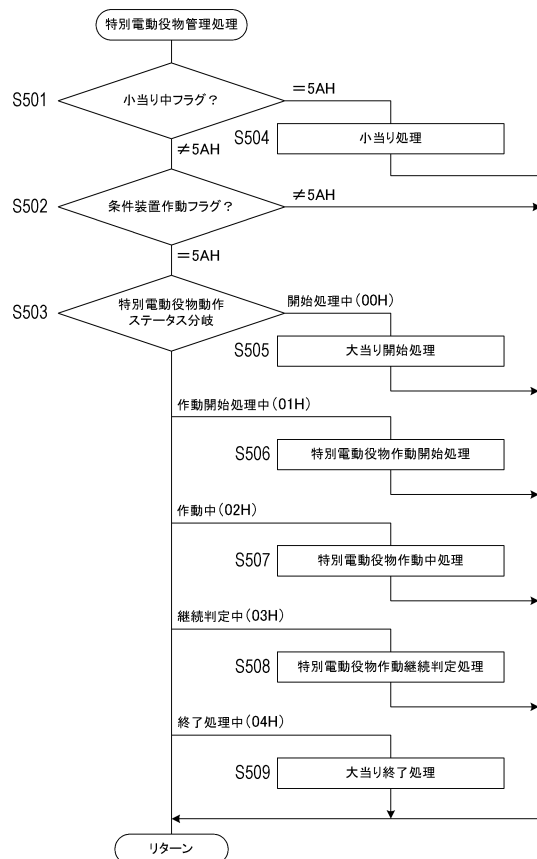 特別電動役物管理処理
S501
小当り中フラグ？
＝5AH
S504
小当り処理
≠5AH
S502
条件装置作動フラグ？
≠5AH
＝5AH
S503
特別電動役物動作
ステータス分岐
開始処理中(00H)
S505
大当り開始処理
作動開始処理中(01H)
S506
特別電動役物作動開始処理
作動中(02H)
S507
特別電動役物作動中処理
継続判定中(03H)
S508
特別電動役物作動継続判定処理
終了処理中(04H)
S509
大当り終了処理
リターン